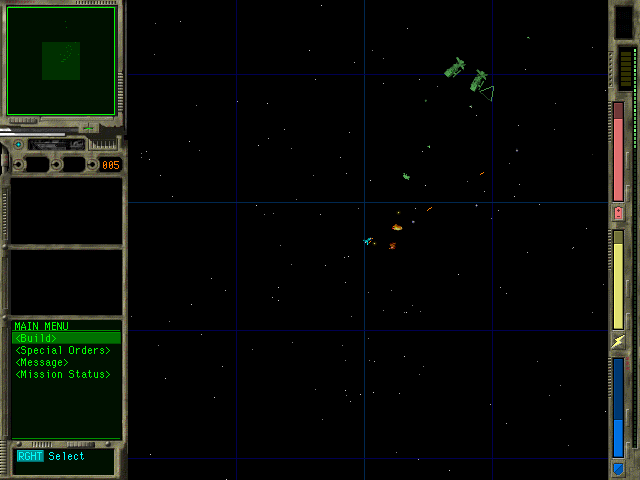 005
MAIN MENU
<Build>
<Special Orders>
<Message>
<Mission Status>
RGHT Select